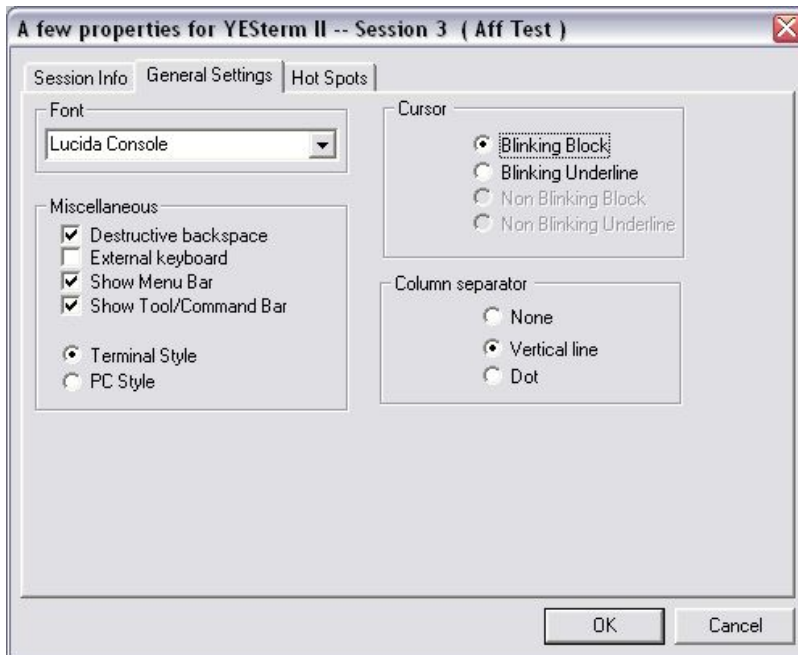 A few properties for YESterm II -- Session 3 ( Aff Test )
Session Info General Settings Hot Spots
Font
Lucida Console
Miscellaneous
Destructive backspace
External keyboard
Show Menu Bar
Show Tool/Command Bar
Terminal Style
PC Style
Cursor
Blinking Block
Blinking Underline
Non Blinking Block
Non Blinking Underline
Column separator
None
Vertical line
Dot
OK Cancel